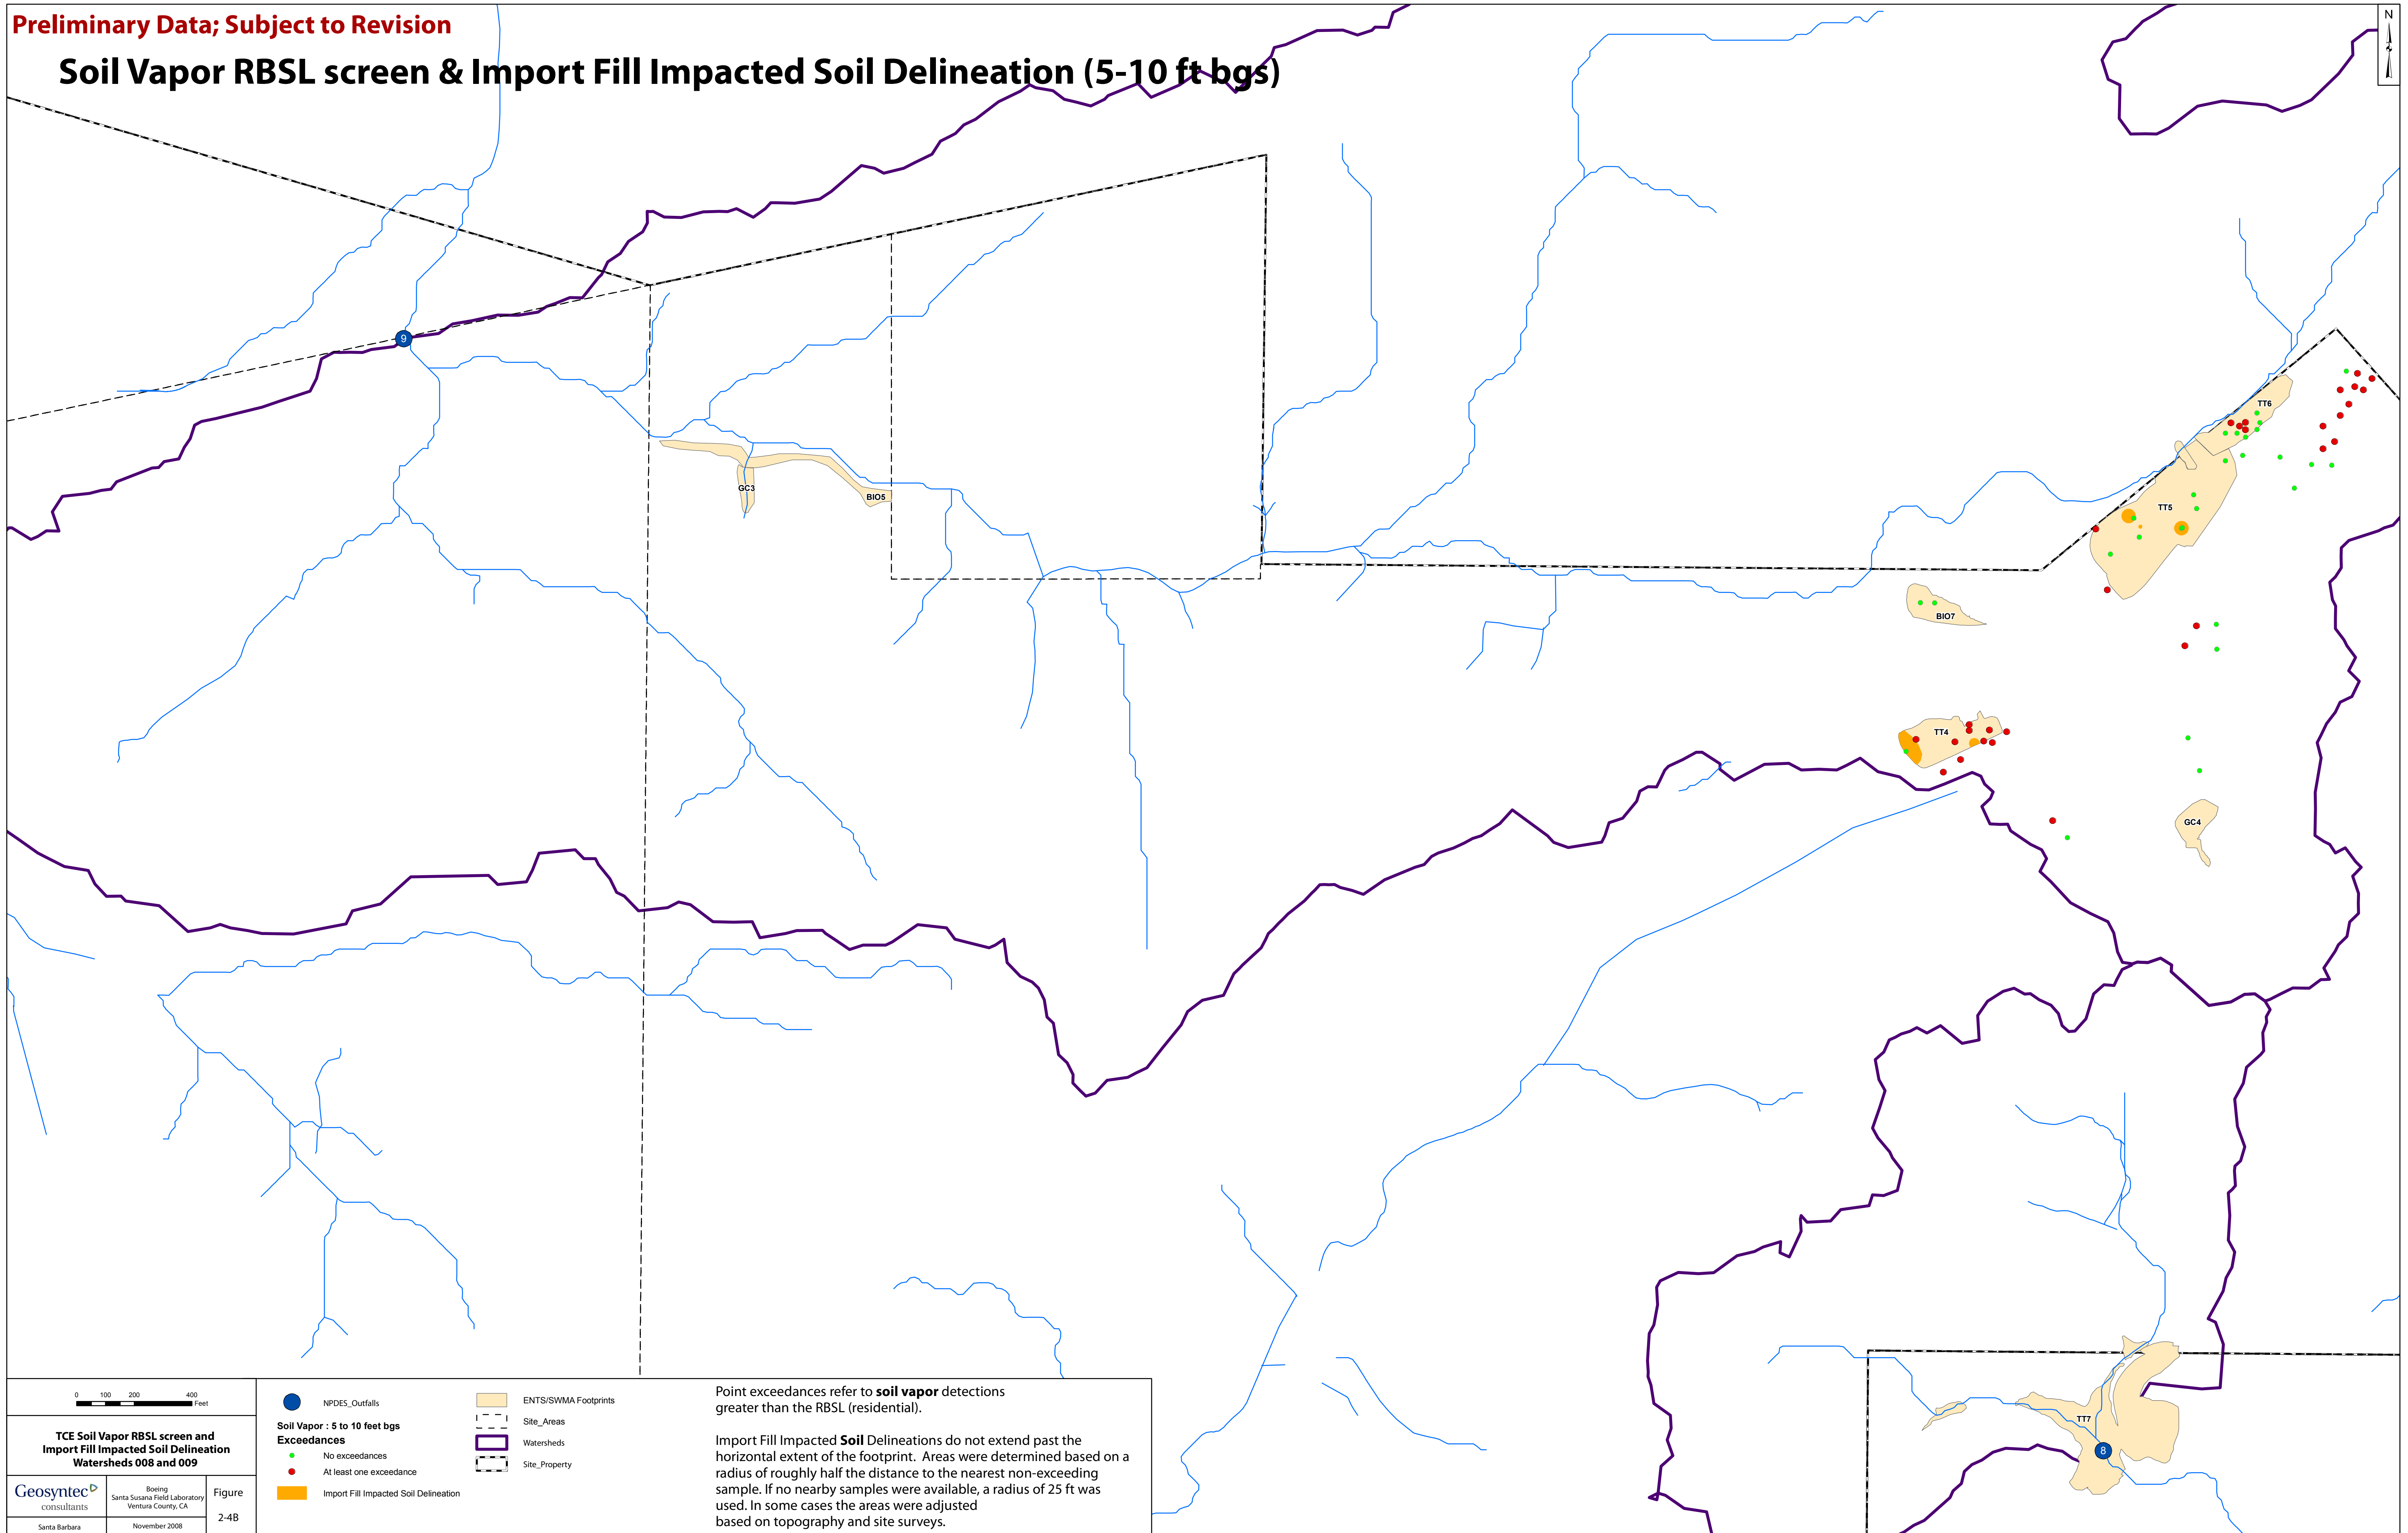 Preliminary Data; Subject to Revision
Soil Vapor RBSL screen & Import Fill Impacted Soil Delineation (5-10 ft bgs)
N
9
TT6
TT5
GC3
BIO5
BIO7
TT4
GC4
TT7
8
0 100 200 400
Feet
TCE Soil Vapor RBSL screen and
Import Fill Impacted Soil Delineation
Watersheds 008 and 009
Geosyntec
consultants
Boeing
Santa Susana Field Laboratory
Ventura County, CA
Figure
2-4B
Santa Barbara
November 2008
NPDES_Outfalls
Soil Vapor : 5 to 10 feet bgs
Exceedances
No exceedances
At least one exceedance
Import Fill Impacted Soil Delineation
ENTS/SWMA Footprints
Site_Areas
Watersheds
Site_Property
Point exceedances refer to soil vapor detections
greater than the RBSL (residential).
Import Fill Impacted Soil Delineations do not extend past the
horizontal extent of the footprint. Areas were determined based on a
radius of roughly half the distance to the nearest non-exceeding
sample. If no nearby samples were available, a radius of 25 ft was
used. In some cases the areas were adjusted
based on topography and site surveys.